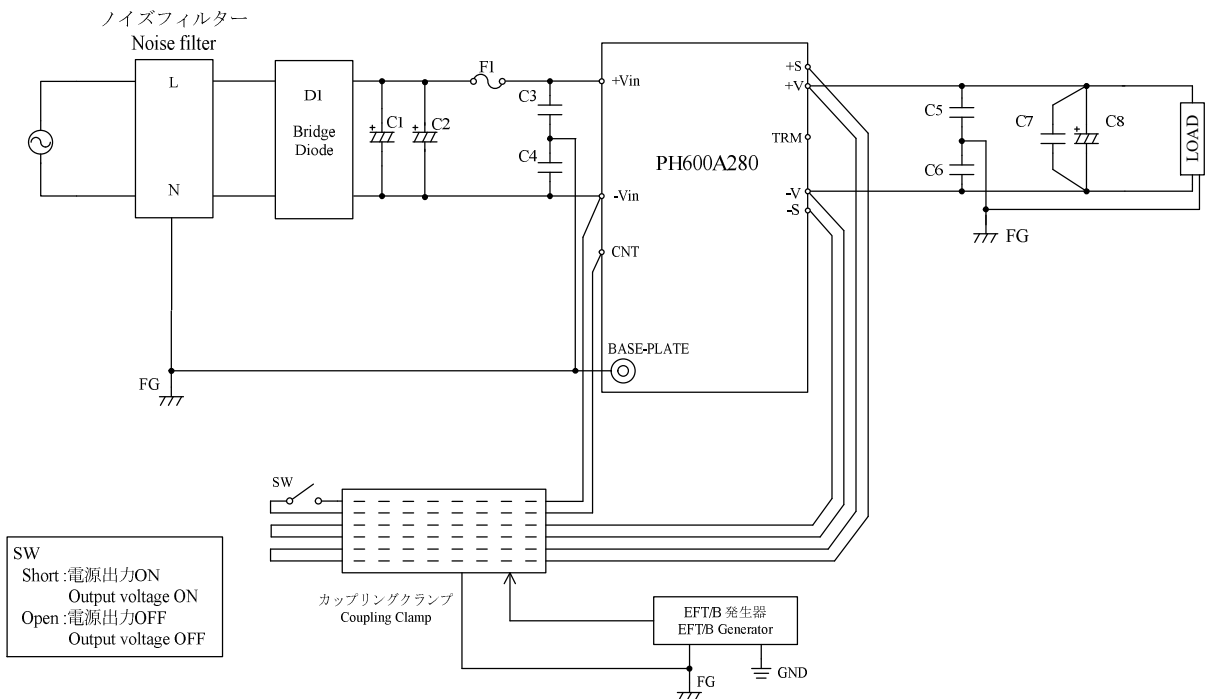 ノイズフィルター
Noise filter
L
N
D1
Bridge
Diode
C1
C2
F1
C3
C4
+Vin
-Vin
CNT
BASE-PLATE
PH600A280
+S
+V
TRM
-V
-S
C5
C6
C7
C8
LOAD
FG
FG
SW
カップリングクランプ
Coupling Clamp
EFT/B 発生器
EFT/B Generator
FG
GND
SW
Short :電源出力ON
Output voltage ON
Open :電源出力OFF
Output voltage OFF